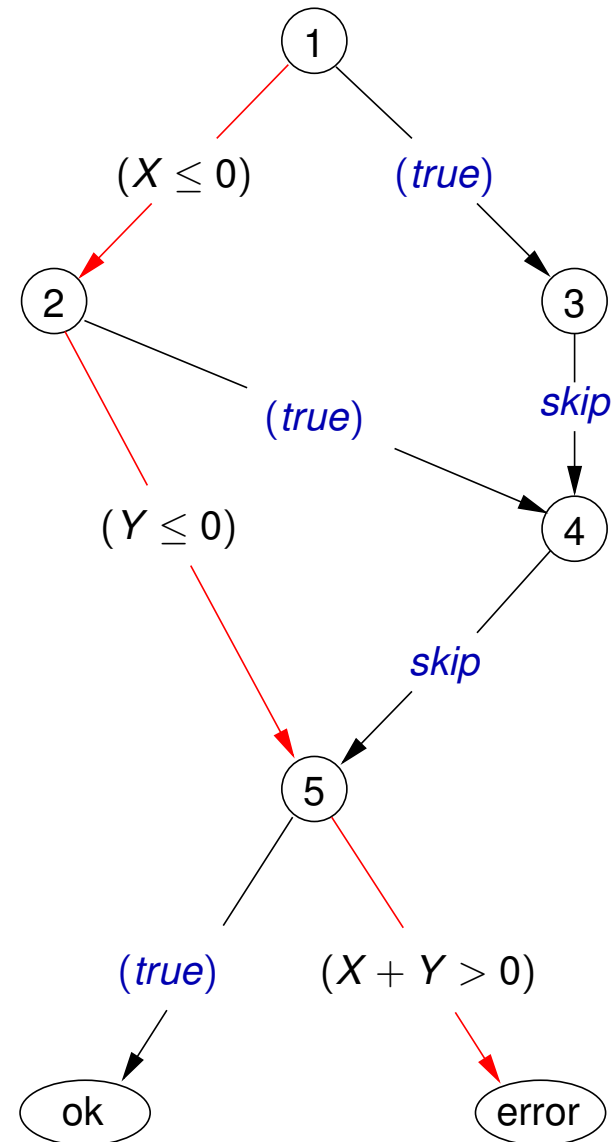 1
(X ≤ 0) (true)
2 3
skip
(true)
(Y ≤ 0) 4
skip
5
(true) (X + Y > 0)
ok error